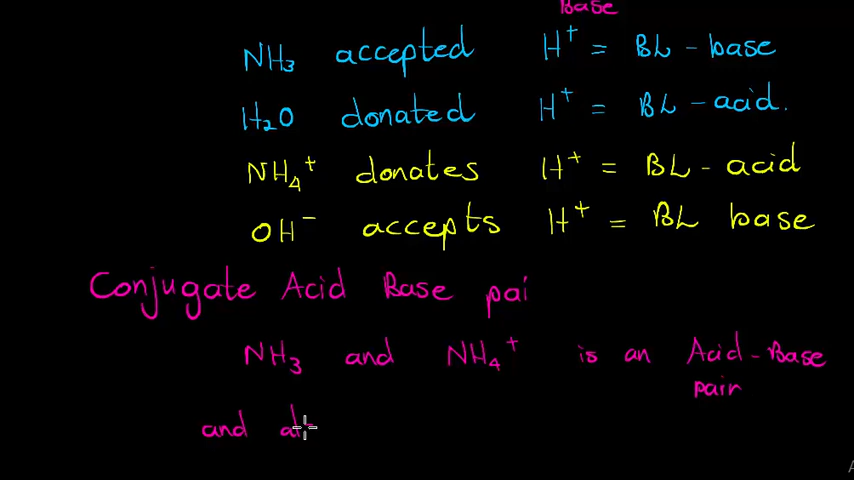 Base
NH₃ accepted H⁺ = BL - base
H₂O donated H⁺ = BL - acid.
NH₄⁺ donates H⁺ = BL - acid
OH⁻ accepts H⁺ = BL base
Conjugate Acid Base pai
NH₃ and NH₄⁺ is an Acid - Base
pair
and